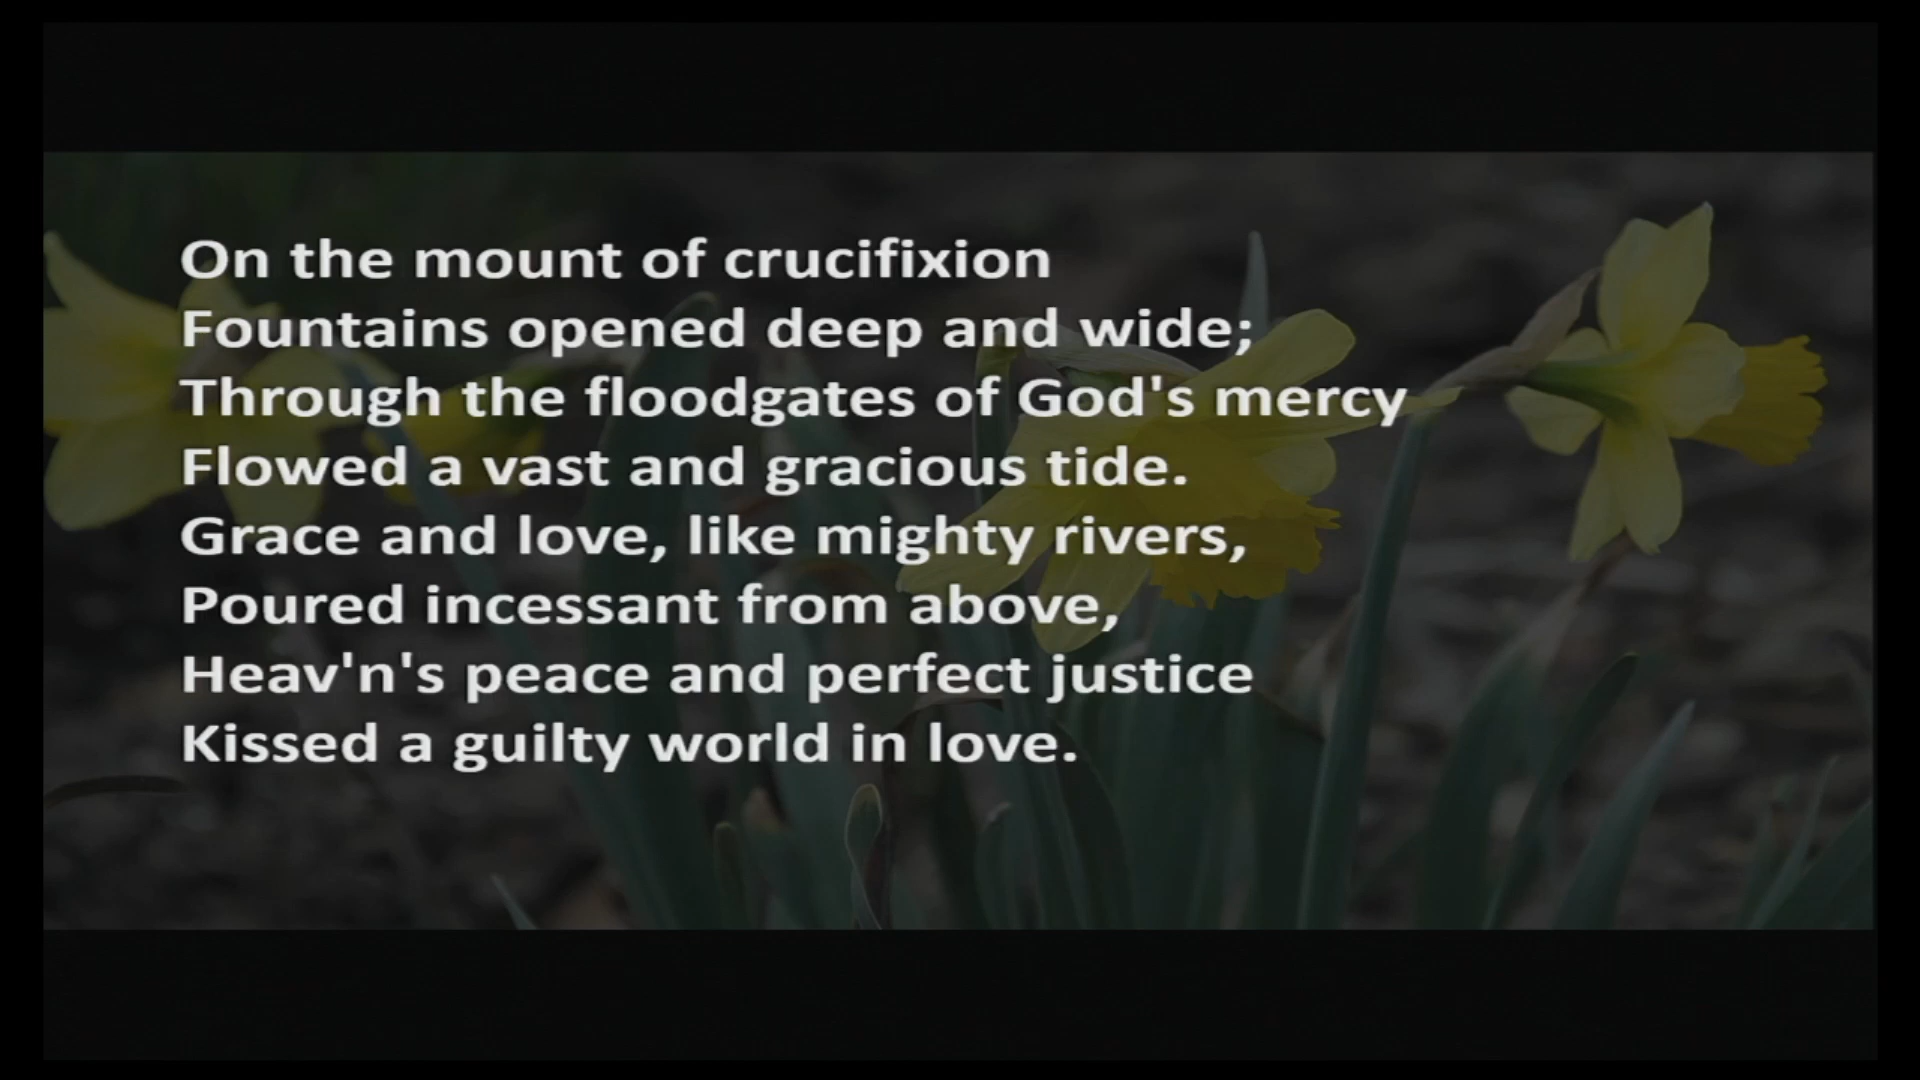 On the mount of crucifixion
Fountains opened deep and wide;
Through the floodgates of God's mercy
Flowed a vast and gracious tide.
Grace and love, like mighty rivers,
Poured incessant from above,
Heav'n's peace and perfect justice
Kissed a guilty world in love.